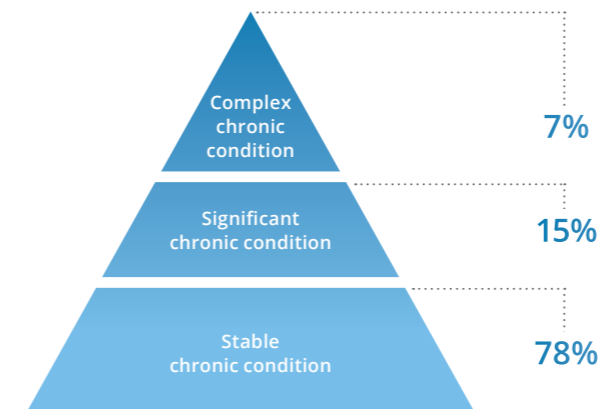 Complex
chronic
condition
7%
Significant
chronic condition
15%
Stable
chronic condition
78%